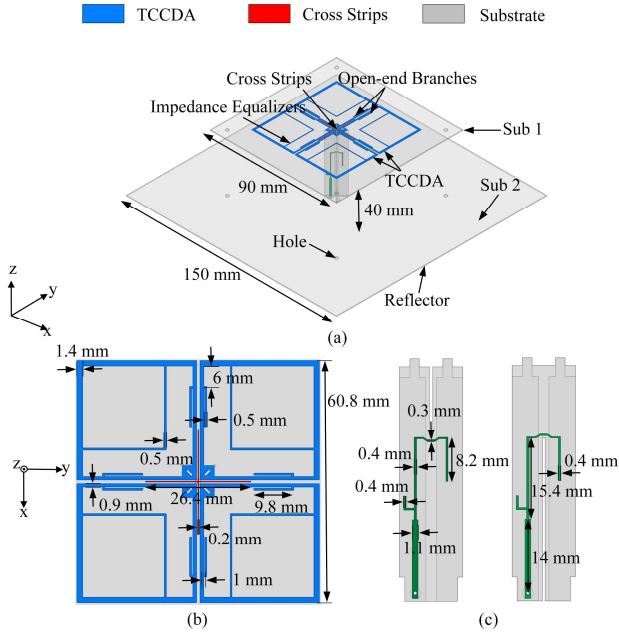 TCCDA
Cross Strips
Substrate
Cross Strips
Open-end Branches
Impedance Equalizers
Sub 1
TCCDA
90 mm
Sub 2
40 mm
Hole
150 mm
Reflector
z
y
x
(a)
1.4 mm
6 mm
0.5 mm
60.8 mm
0.5 mm
z
y
x
0.9 mm
26.4 mm
9.8 mm
0.2 mm
1 mm
(b)
0.3 mm
0.4 mm
8.2 mm
0.4 mm
1.1 mm
0.4 mm
15.4 mm
14 mm
(c)